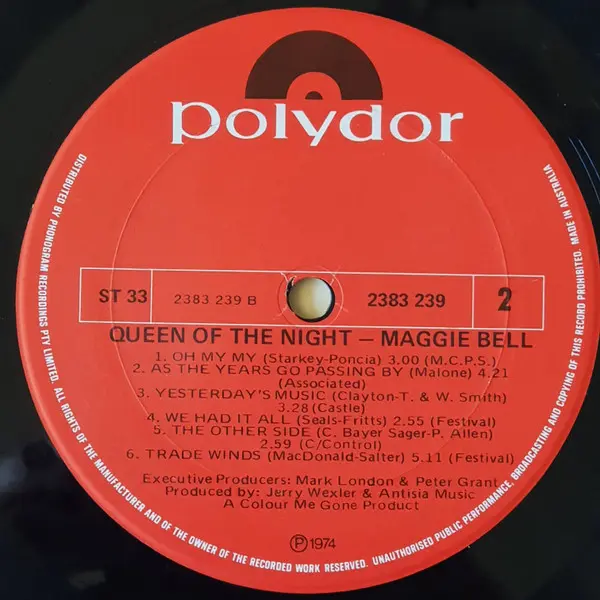 polydor
ST 33
2383 239 B
2383 239
2
QUEEN OF THE NIGHT – MAGGIE BELL
1. OH MY MY (Starkey-Poncia) 3.00 (M.C.P.S.)
2. AS THE YEARS GO PASSING BY (Malone) 4.21
(Associated)
3. YESTERDAY'S MUSIC (Clayton-T. & W. Smith)
3.28 (Castle)
4. WE HAD IT ALL (Seals-Fritts) 2.55 (Festival)
5. THE OTHER SIDE (C. Bayer Sager-P. Allen)
2.59 (C/Control)
6. TRADE WINDS (MacDonald-Salter) 5.11 (Festival)
Executive Producers: Mark London & Peter Grant
Produced by: Jerry Wexler & Antisia Music
A Colour Me Gone Product
Ⓟ 1974
DISTRIBUTED BY PHONOGRAM RECORDINGS PTY LIMITED. ALL RIGHTS OF THE MANUFACTURER AND OF THE OWNER OF THE RECORDED WORK RESERVED. UNAUTHORISED PUBLIC PERFORMANCE, BROADCASTING AND COPYING OF THIS RECORD PROHIBITED. MADE IN AUSTRALIA